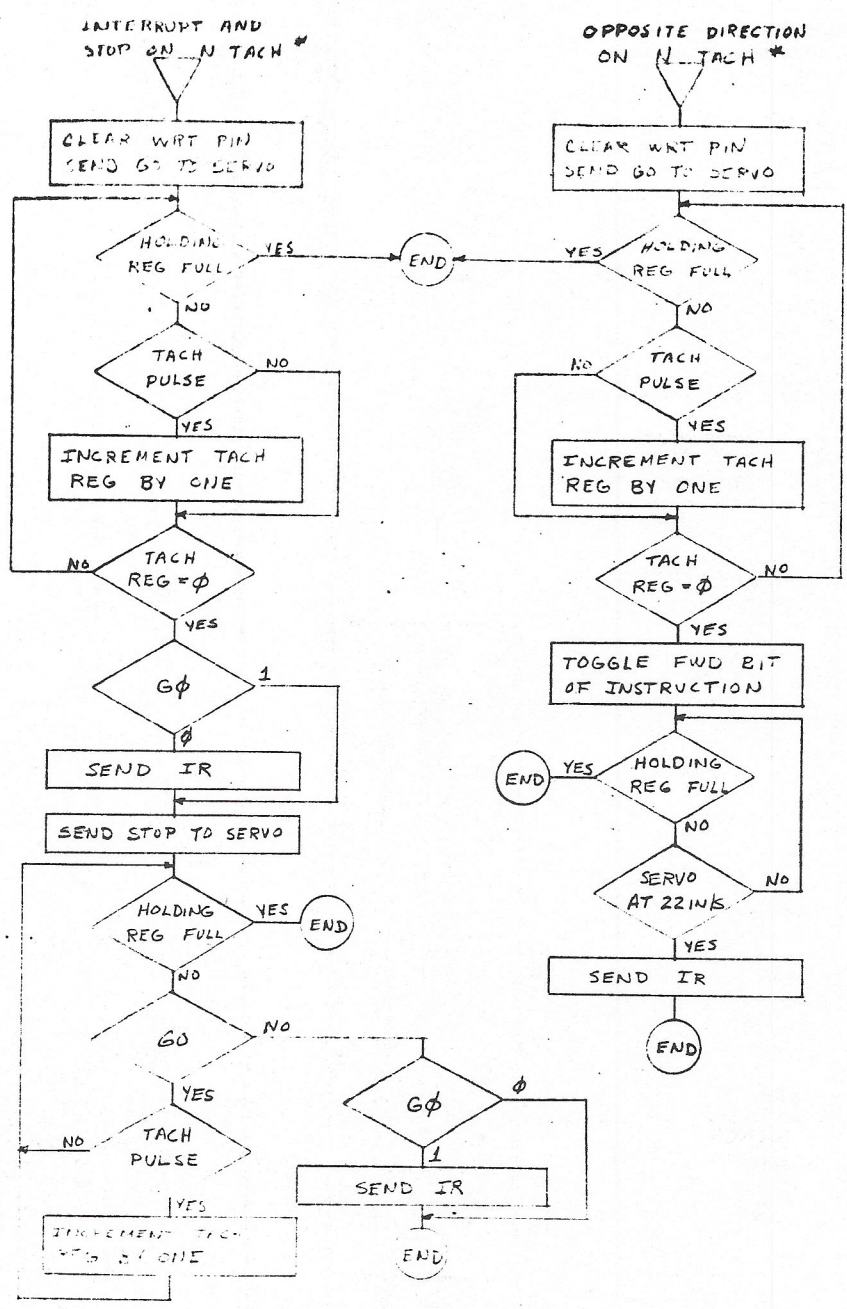 INTERRUPT AND
STOP ON N TACH *
CLEAR WRT PIN
SEND GO TO SERVO
HOLDING
REG FULL
YES
END
NO
TACH
PULSE
NO
YES
INCREMENT TACH
REG BY ONE
TACH
REG = Ø
NO
YES
GØ
1
Ø
SEND IR
SEND STOP TO SERVO
HOLDING
REG FULL
YES
END
NO
GO
NO
YES
TACH
PULSE
NO
YES
INCREMENT TACH
REG BY ONE
GØ
Ø
1
SEND IR
END
OPPOSITE DIRECTION
ON N TACH *
CLEAR WRT PIN
SEND GO TO SERVO
HOLDING
REG FULL
YES
NO
TACH
PULSE
NO
YES
INCREMENT TACH
REG BY ONE
TACH
REG = Ø
NO
YES
TOGGLE FWD BIT
OF INSTRUCTION
HOLDING
REG FULL
YES
END
NO
SERVO
AT 22 IN/S
NO
YES
SEND IR
END